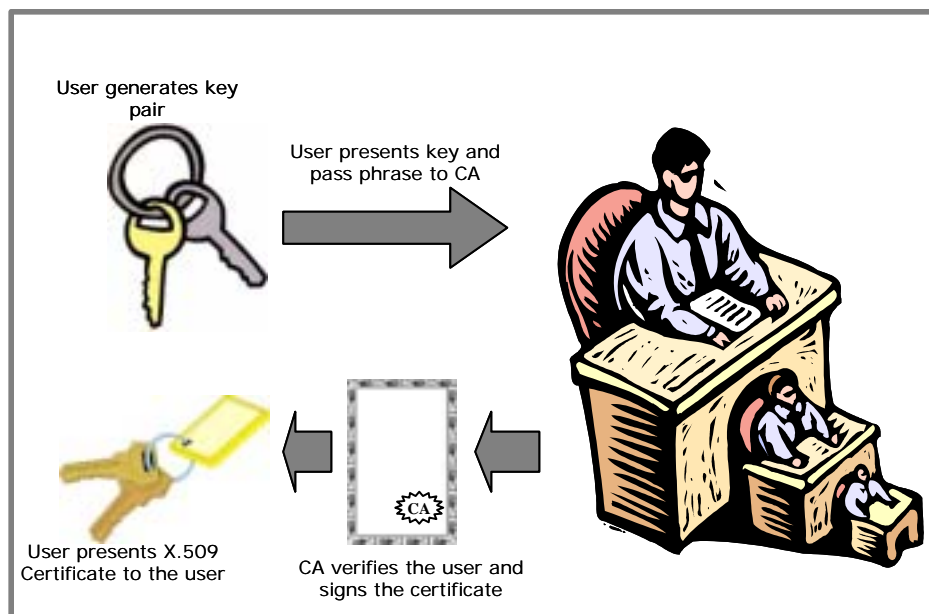 User generates key
pair
User presents key and
pass phrase to CA
CA
User presents X.509
Certificate to the user
CA verifies the user and
signs the certificate